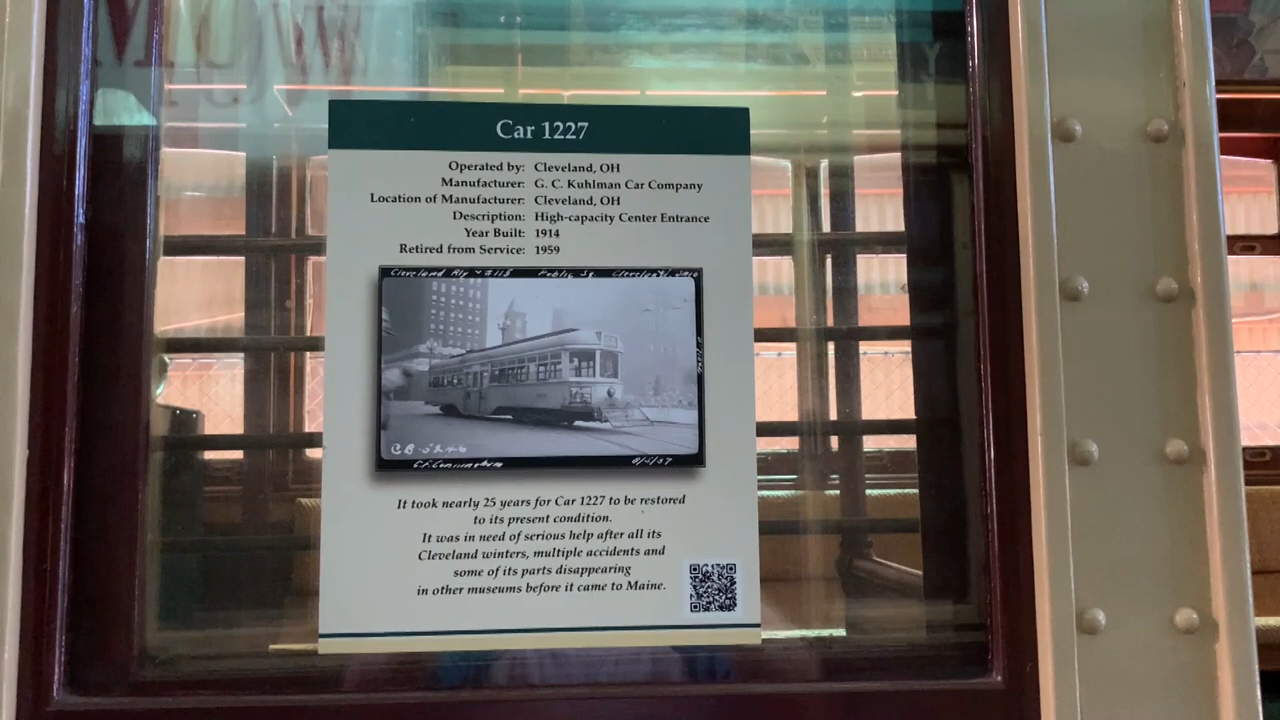 Car 1227
Operated by: Cleveland, OH
Manufacturer: G. C. Kuhlman Car Company
Location of Manufacturer: Cleveland, OH
Description: High-capacity Center Entrance
Year Built: 1914
Retired from Service: 1959
Cleveland Rly Public Sq. Cleveland
It took nearly 25 years for Car 1227 to be restored
to its present condition.
It was in need of serious help after all its
Cleveland winters, multiple accidents and
some of its parts disappearing
in other museums before it came to Maine.